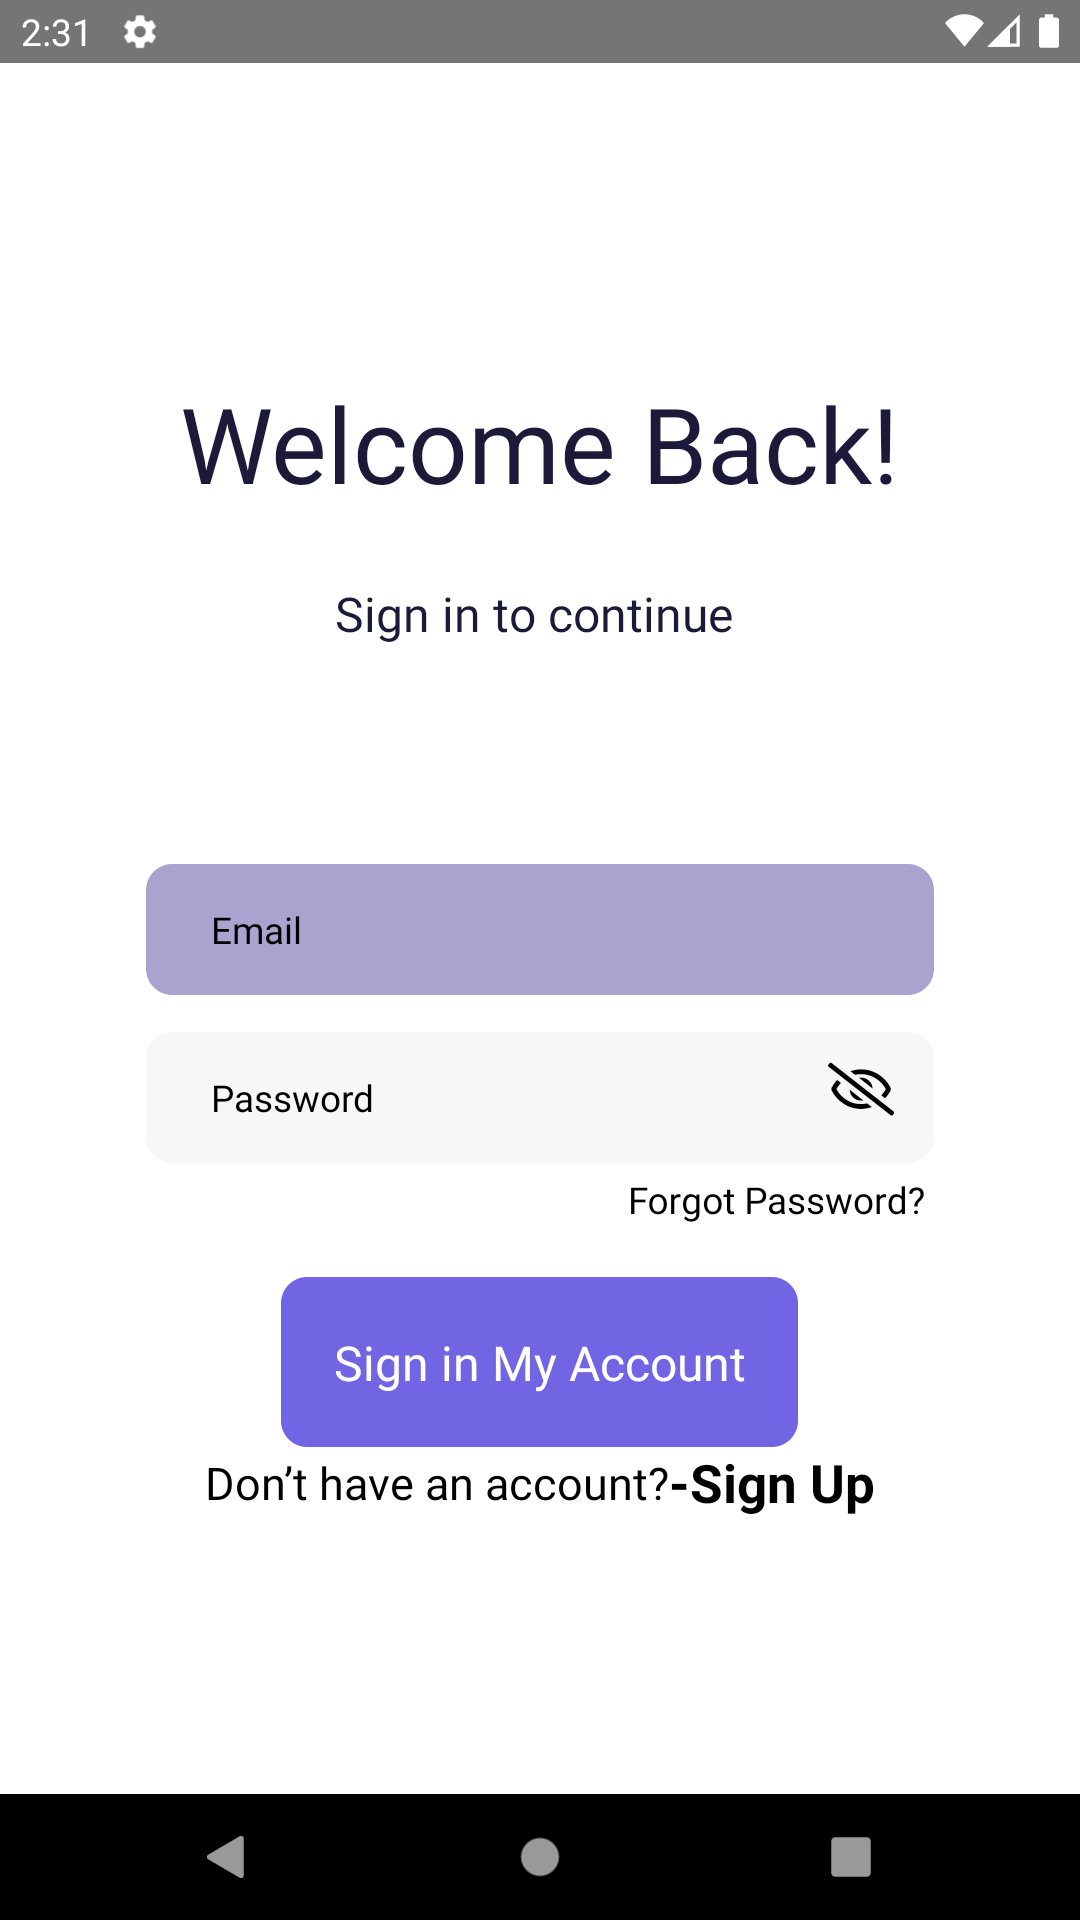 2:31
Welcome Back!
Sign in to continue
Email
Password
Forgot Password?
Sign in My Account
Don’t have an account?-Sign Up